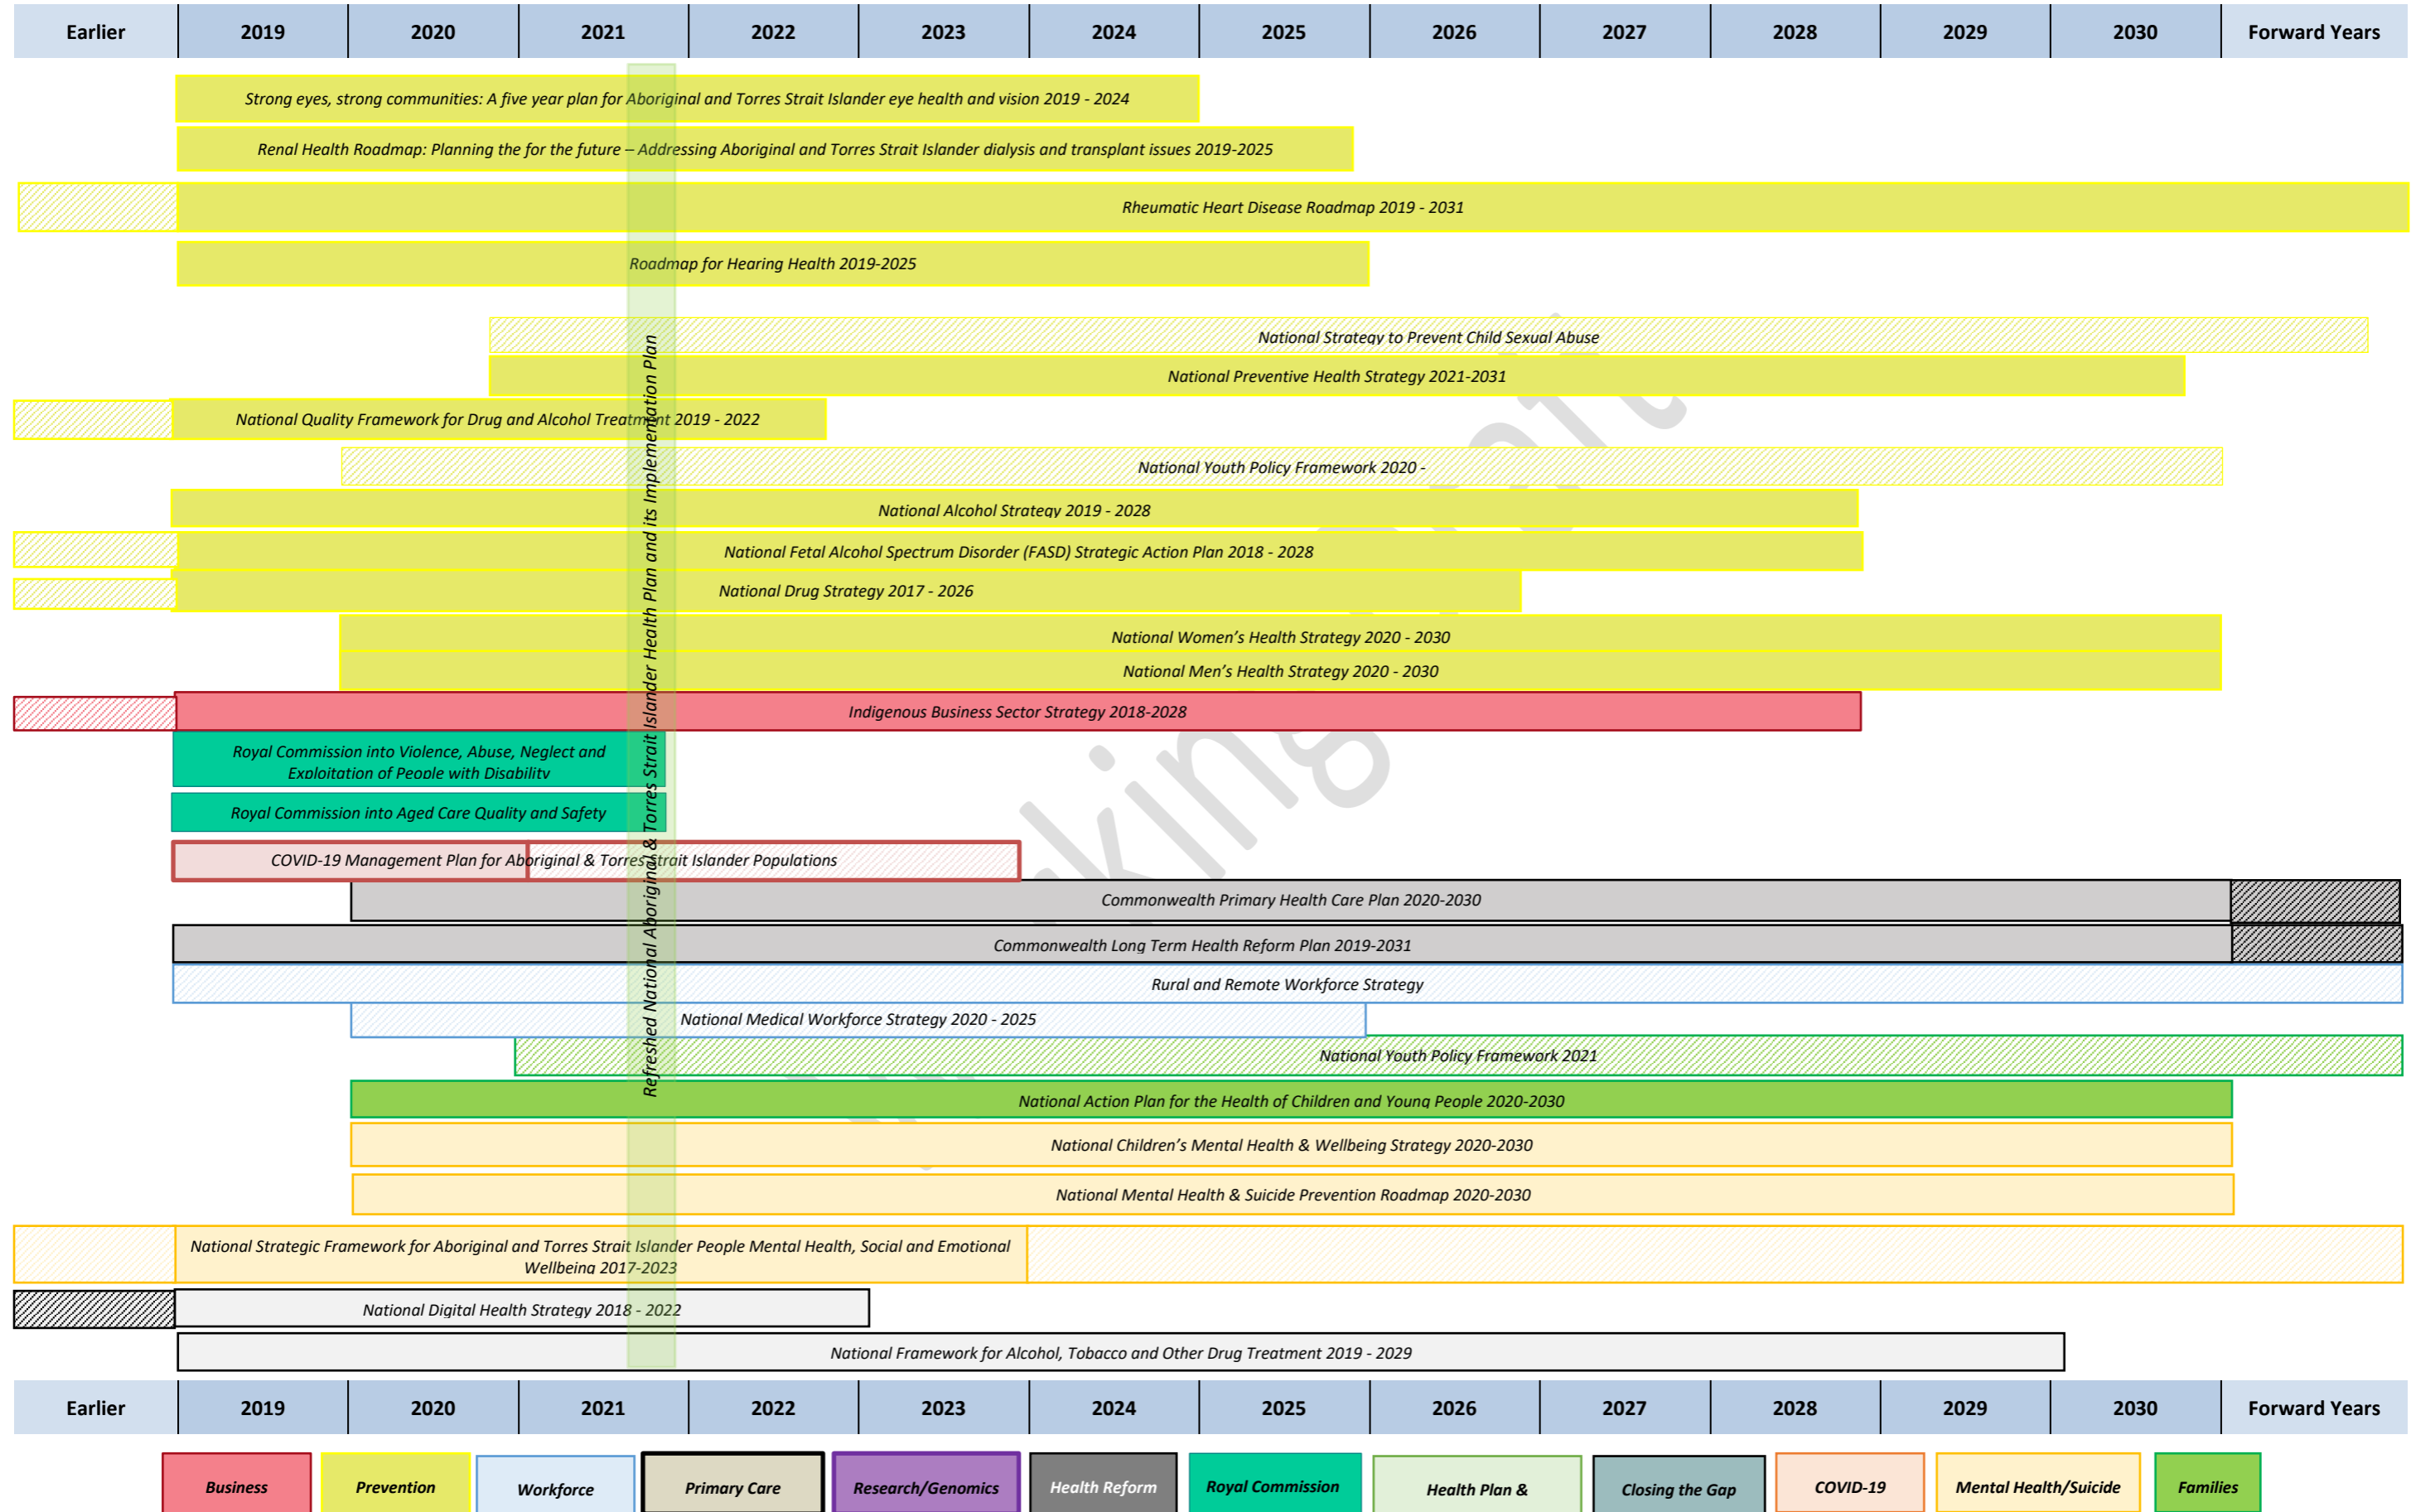 Earlier 2019 2020 2021 2022 2023 2024 2025 2026 2027 2028 2029 2030 Forward Years
Strong eyes, strong communities: A five year plan for Aboriginal and Torres Strait Islander eye health and vision 2019 - 2024
Renal Health Roadmap: Planning the for the future – Addressing Aboriginal and Torres Strait Islander dialysis and transplant issues 2019-2025
Rheumatic Heart Disease Roadmap 2019 - 2031
Roadmap for Hearing Health 2019-2025
National Strategy to Prevent Child Sexual Abuse
National Preventive Health Strategy 2021-2031
National Quality Framework for Drug and Alcohol Treatment 2019 - 2022
National Youth Policy Framework 2020 -
National Alcohol Strategy 2019 - 2028
National Fetal Alcohol Spectrum Disorder (FASD) Strategic Action Plan 2018 - 2028
National Drug Strategy 2017 - 2026
National Women's Health Strategy 2020 - 2030
National Men's Health Strategy 2020 - 2030
Indigenous Business Sector Strategy 2018-2028
Royal Commission into Violence, Abuse, Neglect and
Exploitation of People with Disability
Royal Commission into Aged Care Quality and Safety
COVID-19 Management Plan for Aboriginal & Torres Strait Islander Populations
Commonwealth Primary Health Care Plan 2020-2030
Commonwealth Long Term Health Reform Plan 2019-2031
Rural and Remote Workforce Strategy
National Medical Workforce Strategy 2020 - 2025
National Youth Policy Framework 2021
National Action Plan for the Health of Children and Young People 2020-2030
National Children's Mental Health & Wellbeing Strategy 2020-2030
National Mental Health & Suicide Prevention Roadmap 2020-2030
National Strategic Framework for Aboriginal and Torres Strait Islander People Mental Health, Social and Emotional
Wellbeing 2017-2023
National Digital Health Strategy 2018 - 2022
National Framework for Alcohol, Tobacco and Other Drug Treatment 2019 - 2029
Refreshed National Aboriginal & Torres Strait Islander Health Plan and its Implementation Plan
Earlier 2019 2020 2021 2022 2023 2024 2025 2026 2027 2028 2029 2030 Forward Years
Business Prevention Workforce Primary Care Research/Genomics Health Reform Royal Commission Health Plan & Closing the Gap COVID-19 Mental Health/Suicide Families